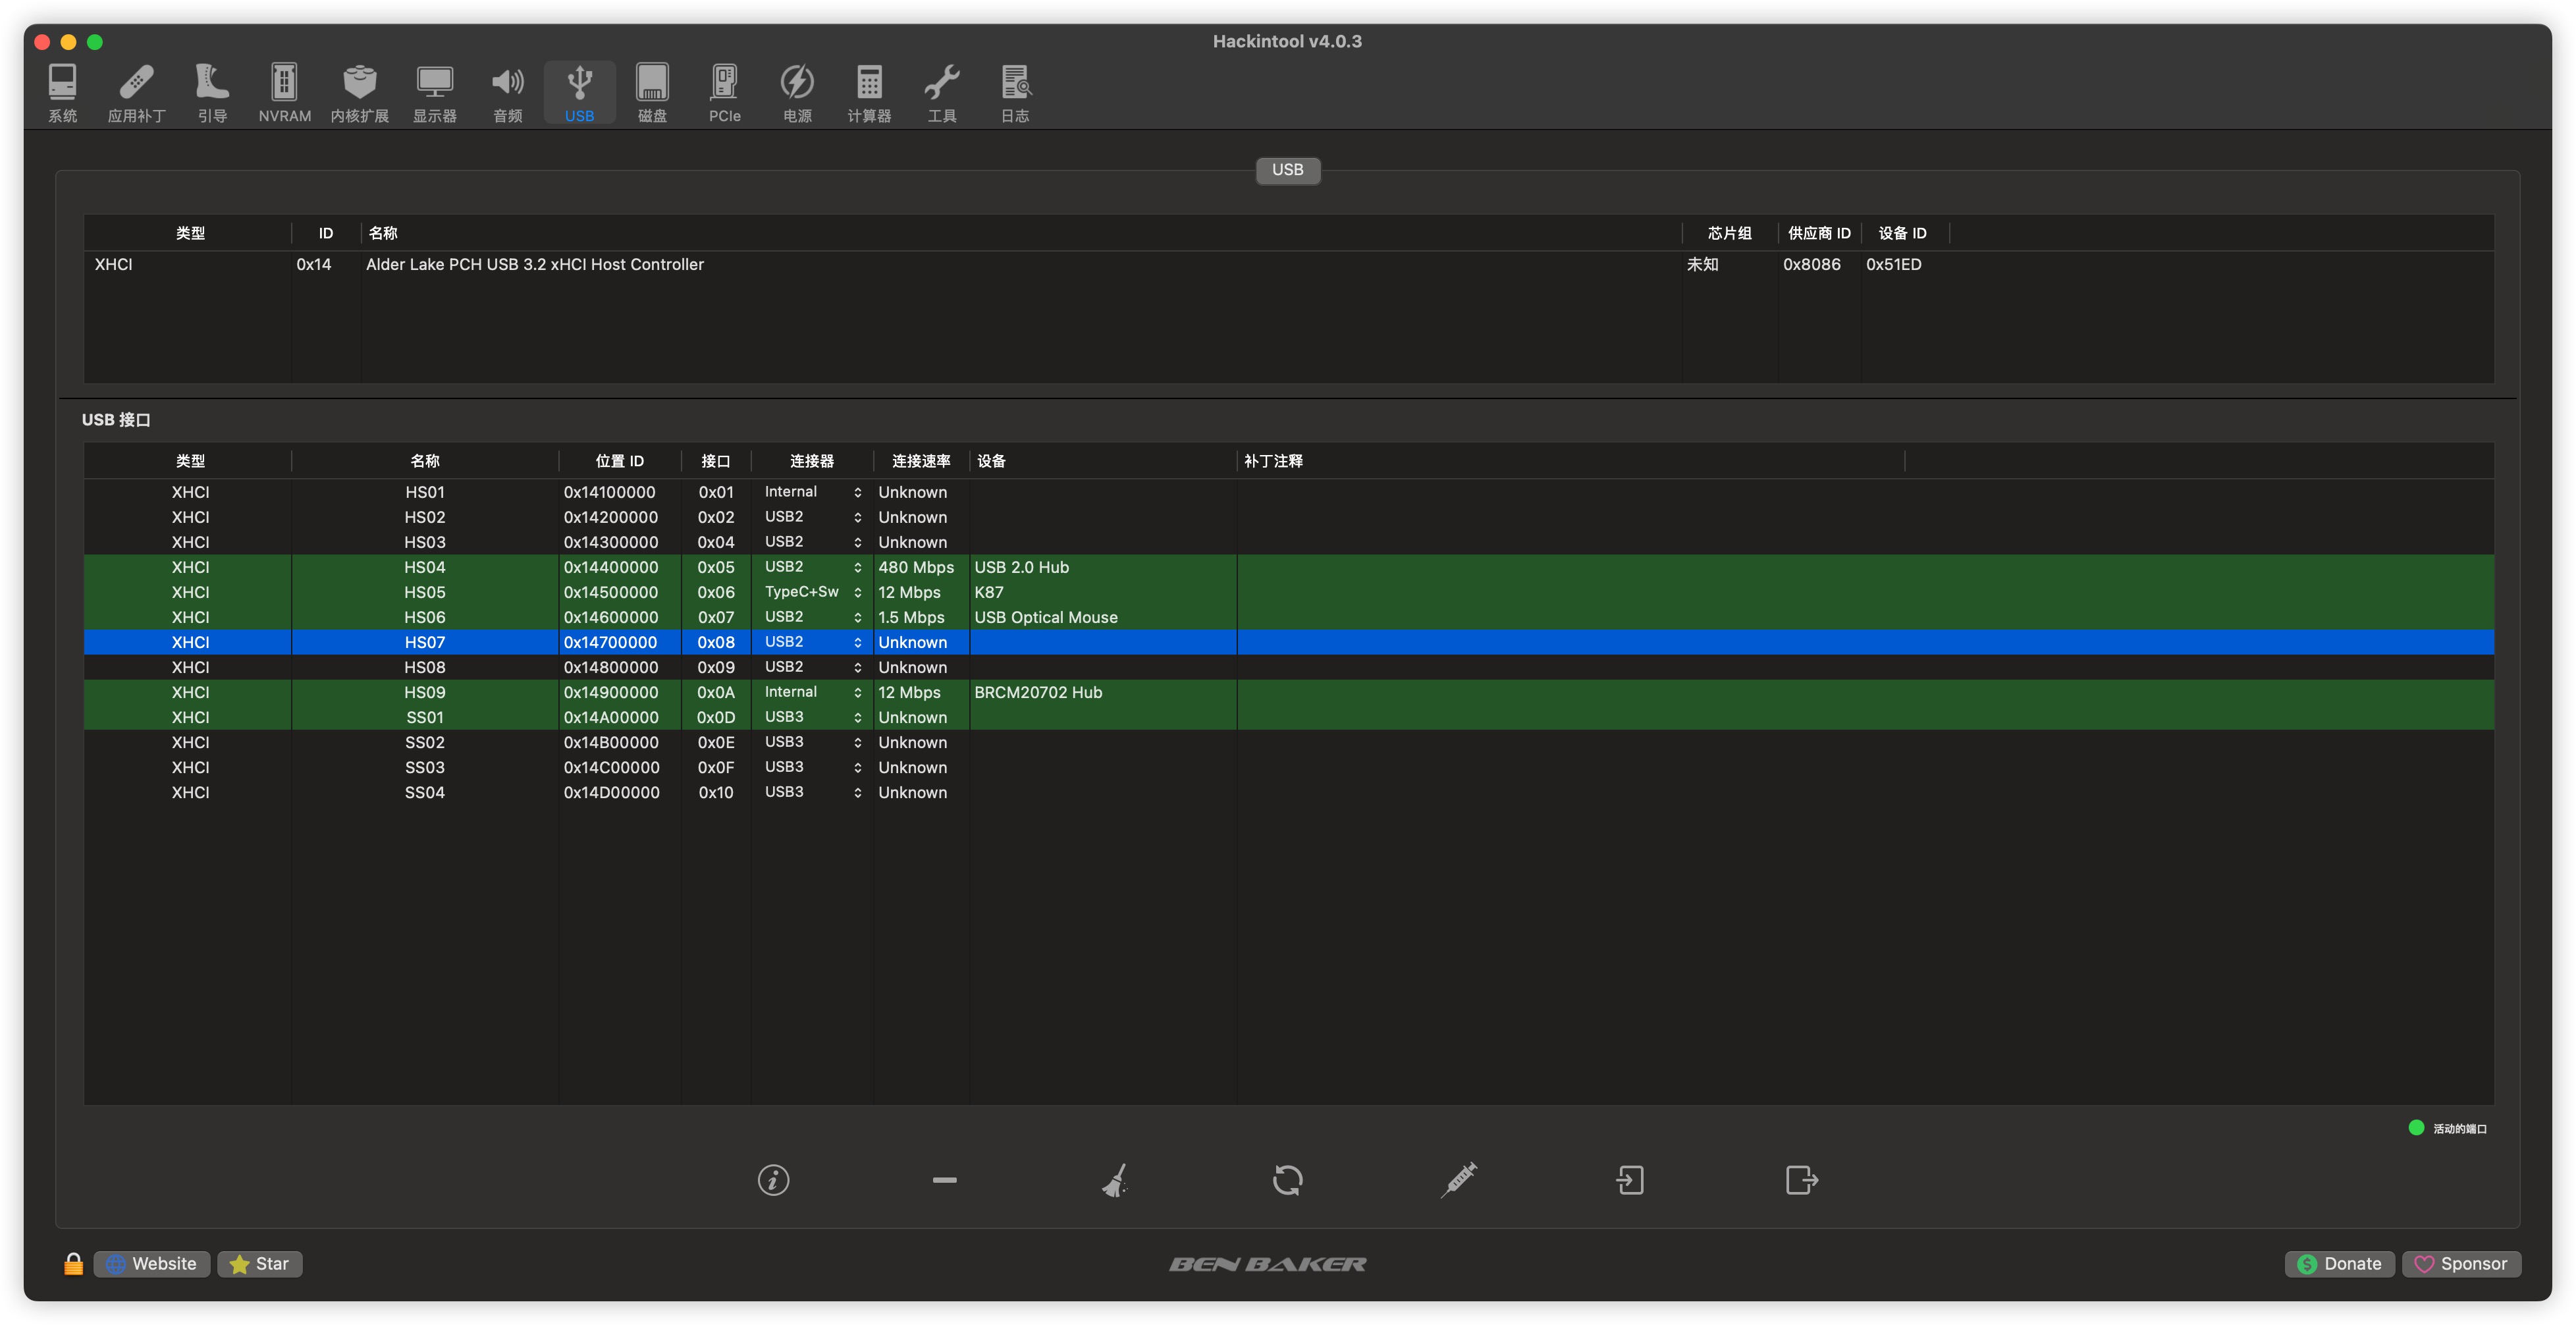 Hackintool v4.0.3
系统 应用补丁 引导 NVRAM 内核扩展 显示器 音频 USB 磁盘 PCIe 电源 计算器 工具 日志
USB
类型 ID 名称 芯片组 供应商 ID 设备 ID
XHCI 0x14 Alder Lake PCH USB 3.2 xHCI Host Controller 未知 0x8086 0x51ED
USB 接口
类型 名称 位置 ID 接口 连接器 连接速率 设备 补丁注释
XHCI HS01 0x14100000 0x01 Internal Unknown
XHCI HS02 0x14200000 0x02 USB2 Unknown
XHCI HS03 0x14300000 0x04 USB2 Unknown
XHCI HS04 0x14400000 0x05 USB2 480 Mbps USB 2.0 Hub
XHCI HS05 0x14500000 0x06 TypeC+Sw 12 Mbps K87
XHCI HS06 0x14600000 0x07 USB2 1.5 Mbps USB Optical Mouse
XHCI HS07 0x14700000 0x08 USB2 Unknown
XHCI HS08 0x14800000 0x09 USB2 Unknown
XHCI HS09 0x14900000 0x0A Internal 12 Mbps BRCM20702 Hub
XHCI SS01 0x14A00000 0x0D USB3 Unknown
XHCI SS02 0x14B00000 0x0E USB3 Unknown
XHCI SS03 0x14C00000 0x0F USB3 Unknown
XHCI SS04 0x14D00000 0x10 USB3 Unknown
活动的端口
Website Star BEN BAKER Donate Sponsor